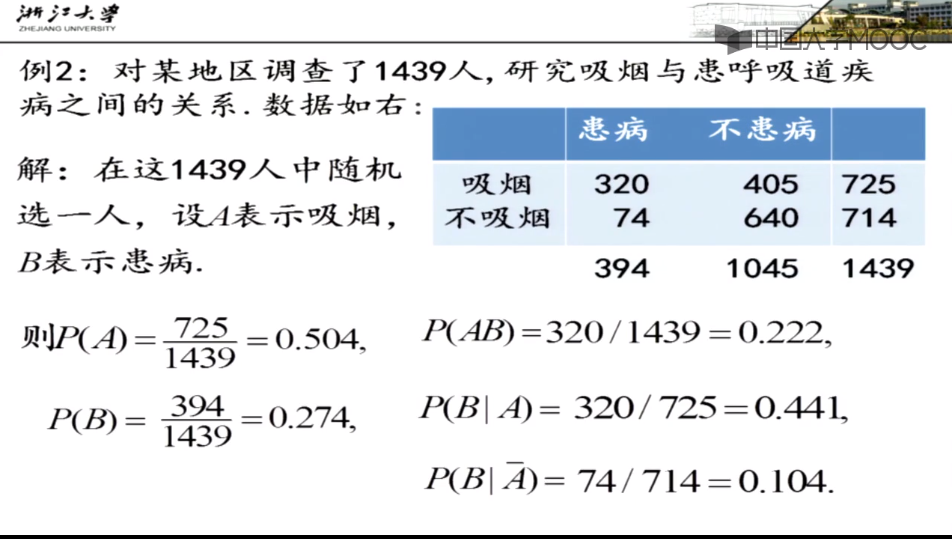 浙江大学
ZHEJIANG UNIVERSITY
中国大学MOOC
例2：对某地区调查了1439人,研究吸烟与患呼吸道疾
病之间的关系.数据如右:
患病 不患病
吸烟 320 405 725
不吸烟 74 640 714
394 1045 1439
解：在这1439人中随机
选一人，设A表示吸烟，
B表示患病.
则P(A)=725/1439=0.504,
P(AB)=320/1439=0.222,
P(B)=394/1439=0.274,
P(B|A)=320/725=0.441,
P(B|A̅)=74/714=0.104.